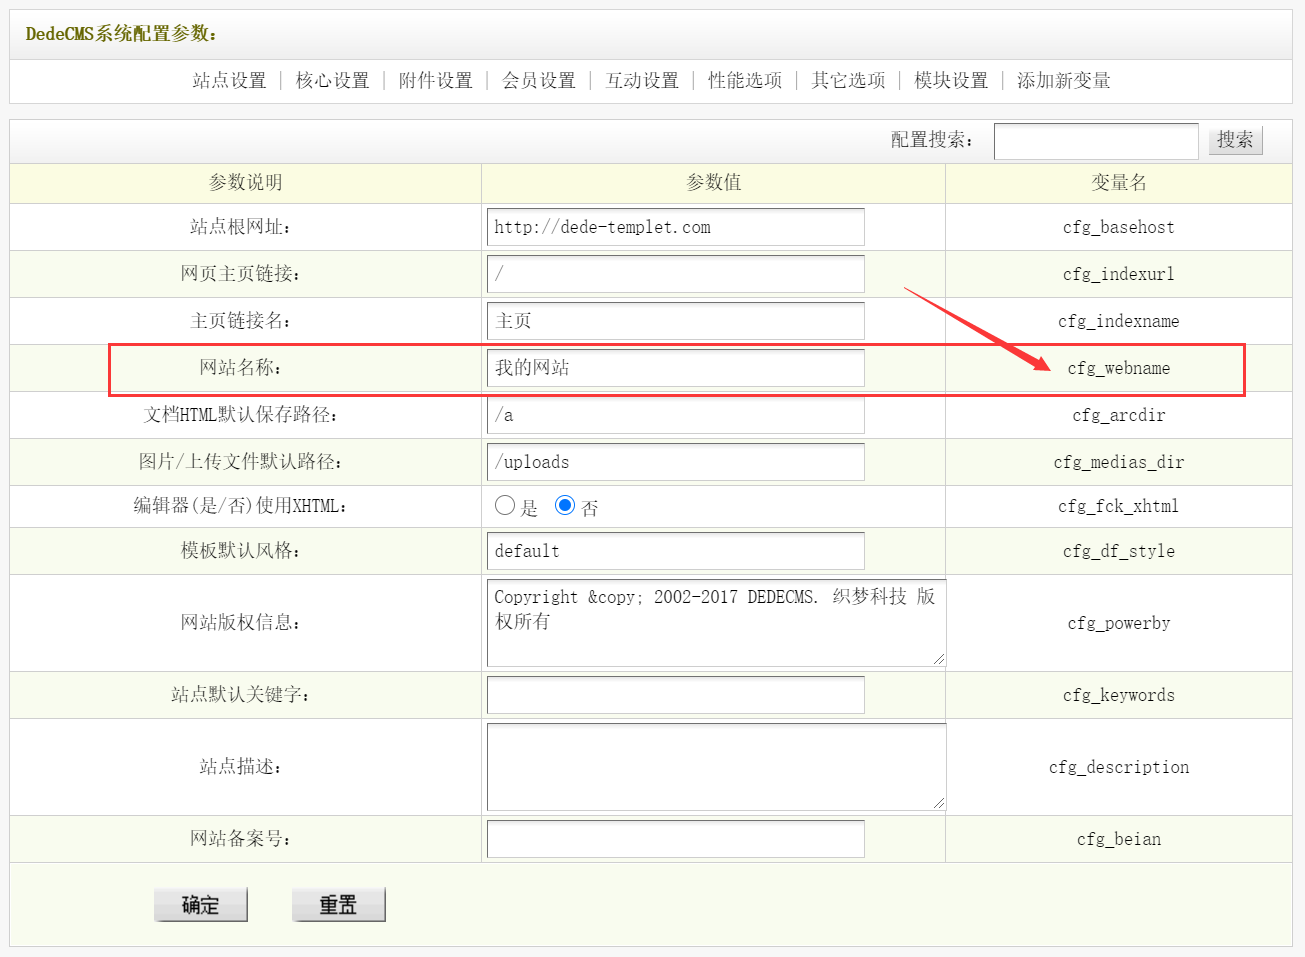 DedeCMS系统配置参数：
站点设置 | 核心设置 | 附件设置 | 会员设置 | 互动设置 | 性能选项 | 其它选项 | 模块设置 | 添加新变量
配置搜索： 搜索
参数说明 参数值 变量名
站点根网址： http://dede-templet.com cfg_basehost
网页主页链接： / cfg_indexurl
主页链接名： 主页 cfg_indexname
网站名称： 我的网站 cfg_webname
文档HTML默认保存路径： /a cfg_arcdir
图片/上传文件默认路径： /uploads cfg_medias_dir
编辑器(是/否)使用XHTML： 是 否 cfg_fck_xhtml
模板默认风格： default cfg_df_style
网站版权信息： Copyright &copy; 2002-2017 DEDECMS. 织梦科技 版
权所有 cfg_powerby
站点默认关键字： cfg_keywords
站点描述： cfg_description
网站备案号： cfg_beian
确定 重置